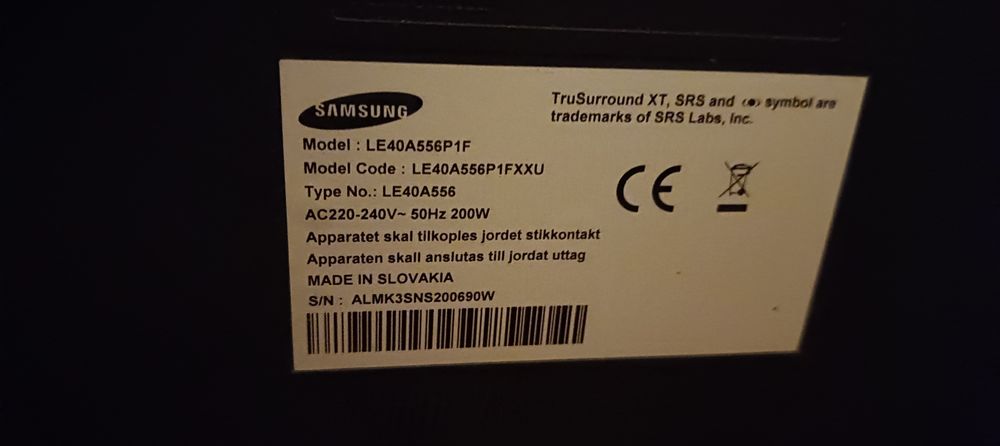 SAMSUNG
Model : LE40A556P1F
Model Code : LE40A556P1FXXU
Type No.: LE40A556
AC220-240V~ 50Hz 200W
Apparatet skal tilkoples jordet stikkontakt
Apparaten skall anslutas till jordat uttag
MADE IN SLOVAKIA
S/N : ALMK3SNS200690W
TruSurround XT, SRS and (●) symbol are
trademarks of SRS Labs, Inc.
CE